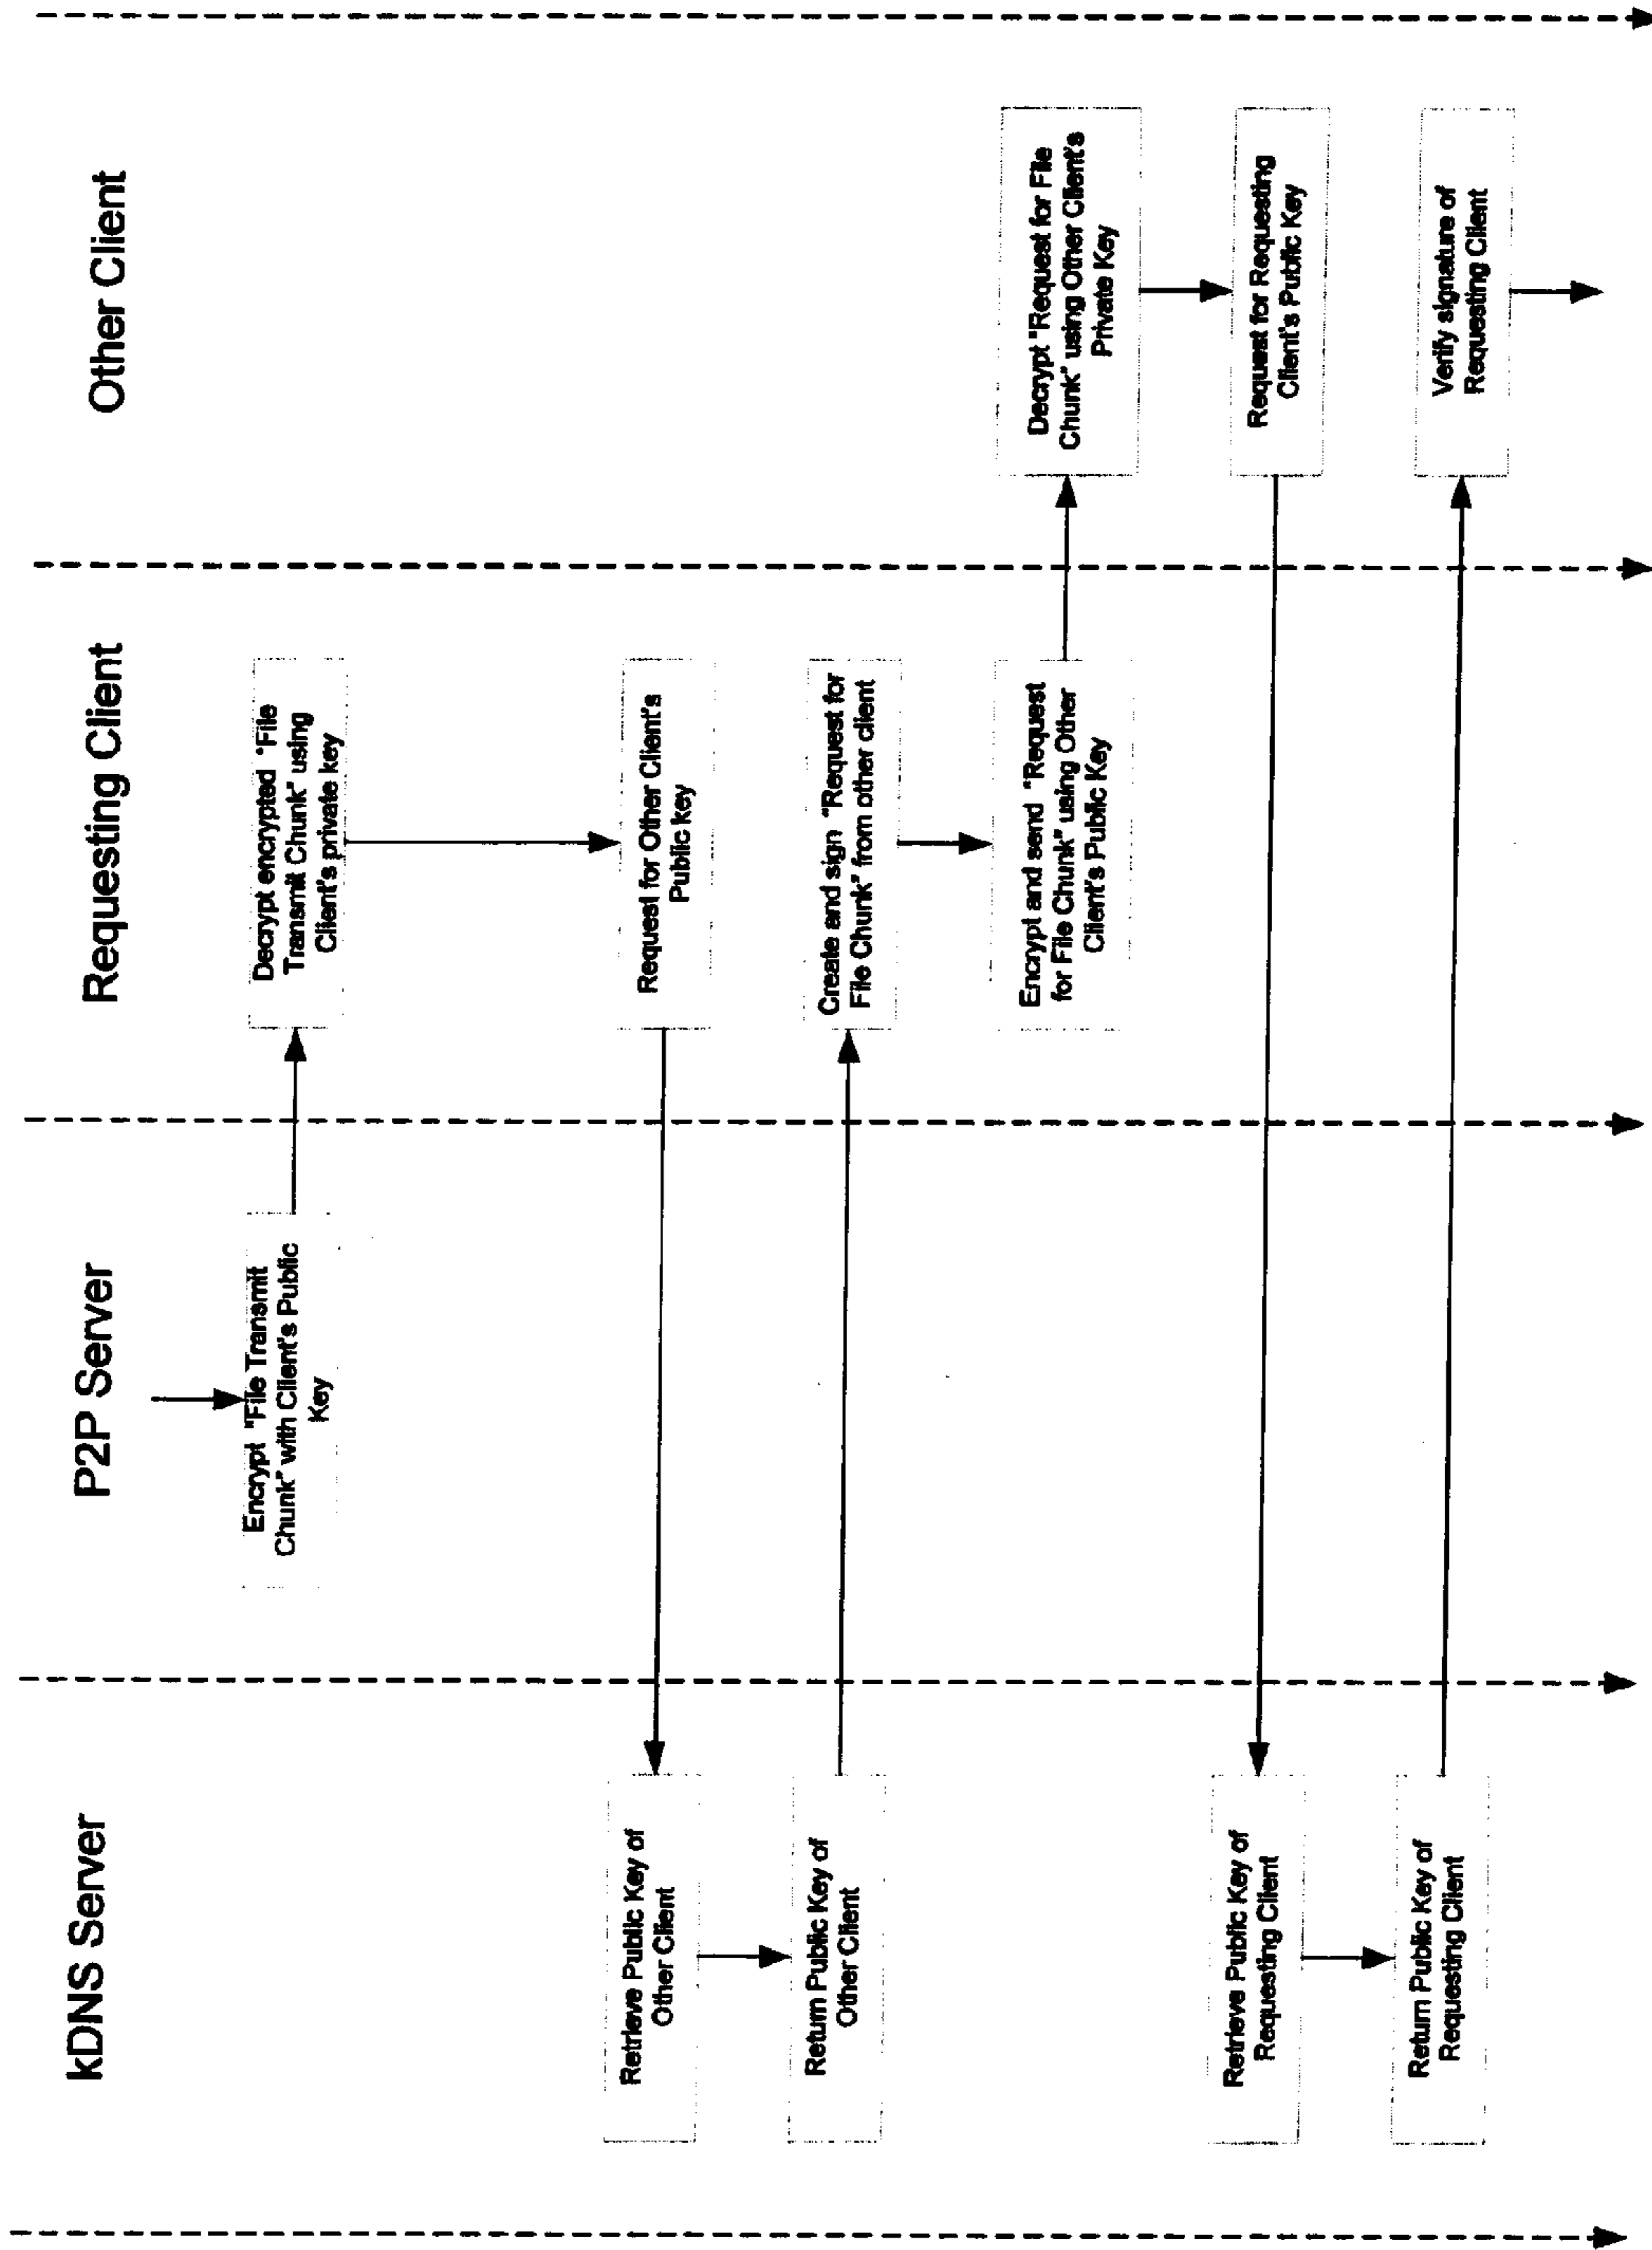 kDNS Server
P2P Server
Requesting Client
Other Client
Encrypt "File Transmit
Chunk" with Client's Public
Key
Decrypt encrypted "File
Transmit Chunk" using
Client's private key
Request for Other Client's
Public key
Retrieve Public Key of
Other Client
Return Public Key of
Other Client
Create and sign "Request for
File Chunk" from other client
Encrypt and send "Request
for File Chunk" using Other
Client's Public Key
Decrypt "Request for File
Chunk" using Other Client's
Private Key
Request for Requesting
Client's Public Key
Retrieve Public Key of
Requesting Client
Return Public Key of
Requesting Client
Verify signature of
Requesting Client